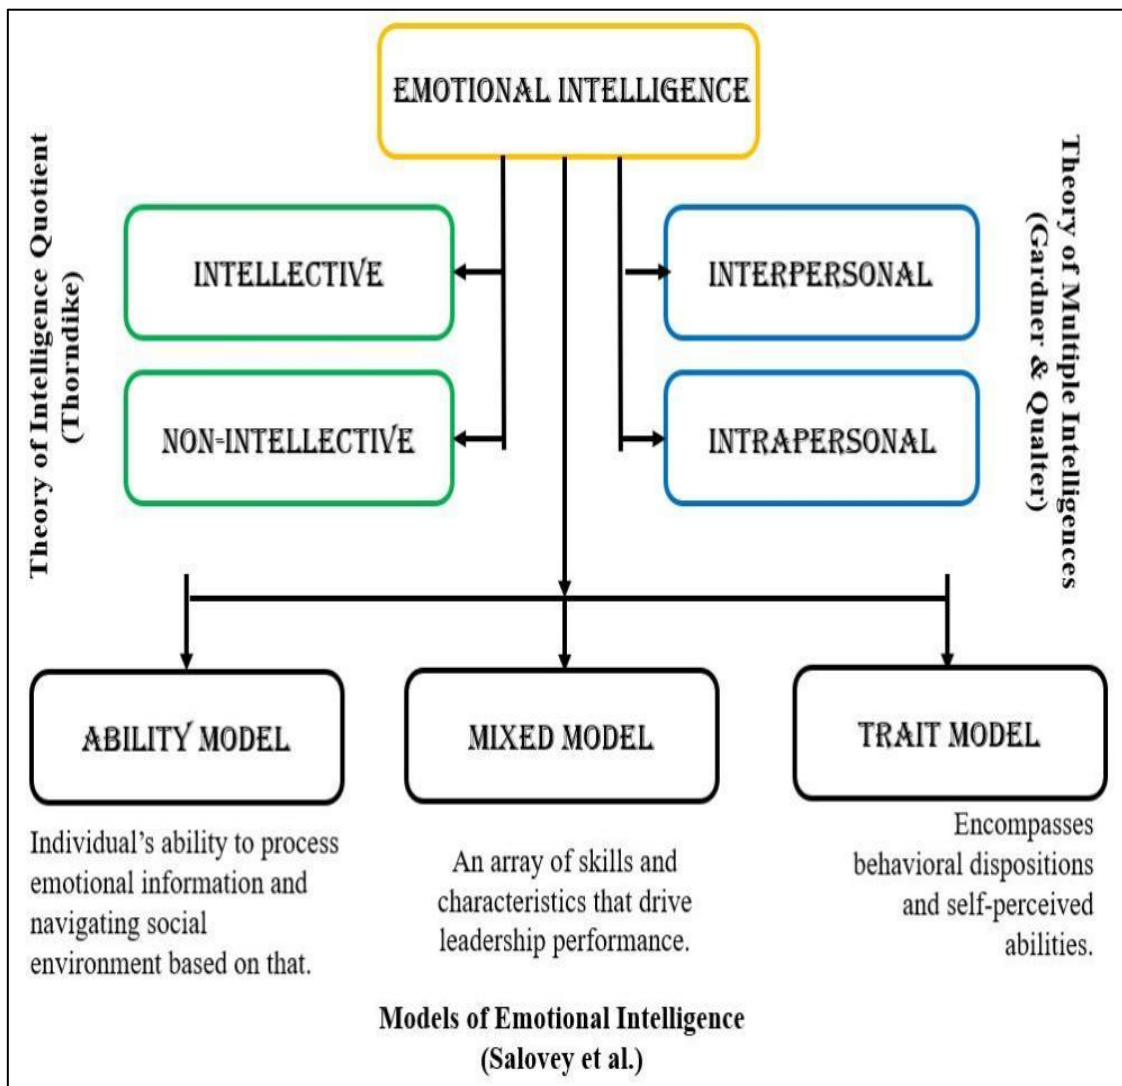 EMOTIONAL INTELLIGENCE
Theory of Intelligence Quotient
(Thorndike)
INTELLECTIVE
NON-INTELLECTIVE
INTERPERSONAL
INTRAPERSONAL
Theory of Multiple Intelligences
(Gardner & Qualter)
ABILITY MODEL
Individual's ability to process
emotional information and
navigating social
environment based on that.
MIXED MODEL
An array of skills and
characteristics that drive
leadership performance.
TRAIT MODEL
Encompasses
behavioral dispositions
and self-perceived
abilities.
Models of Emotional Intelligence
(Salovey et al.)